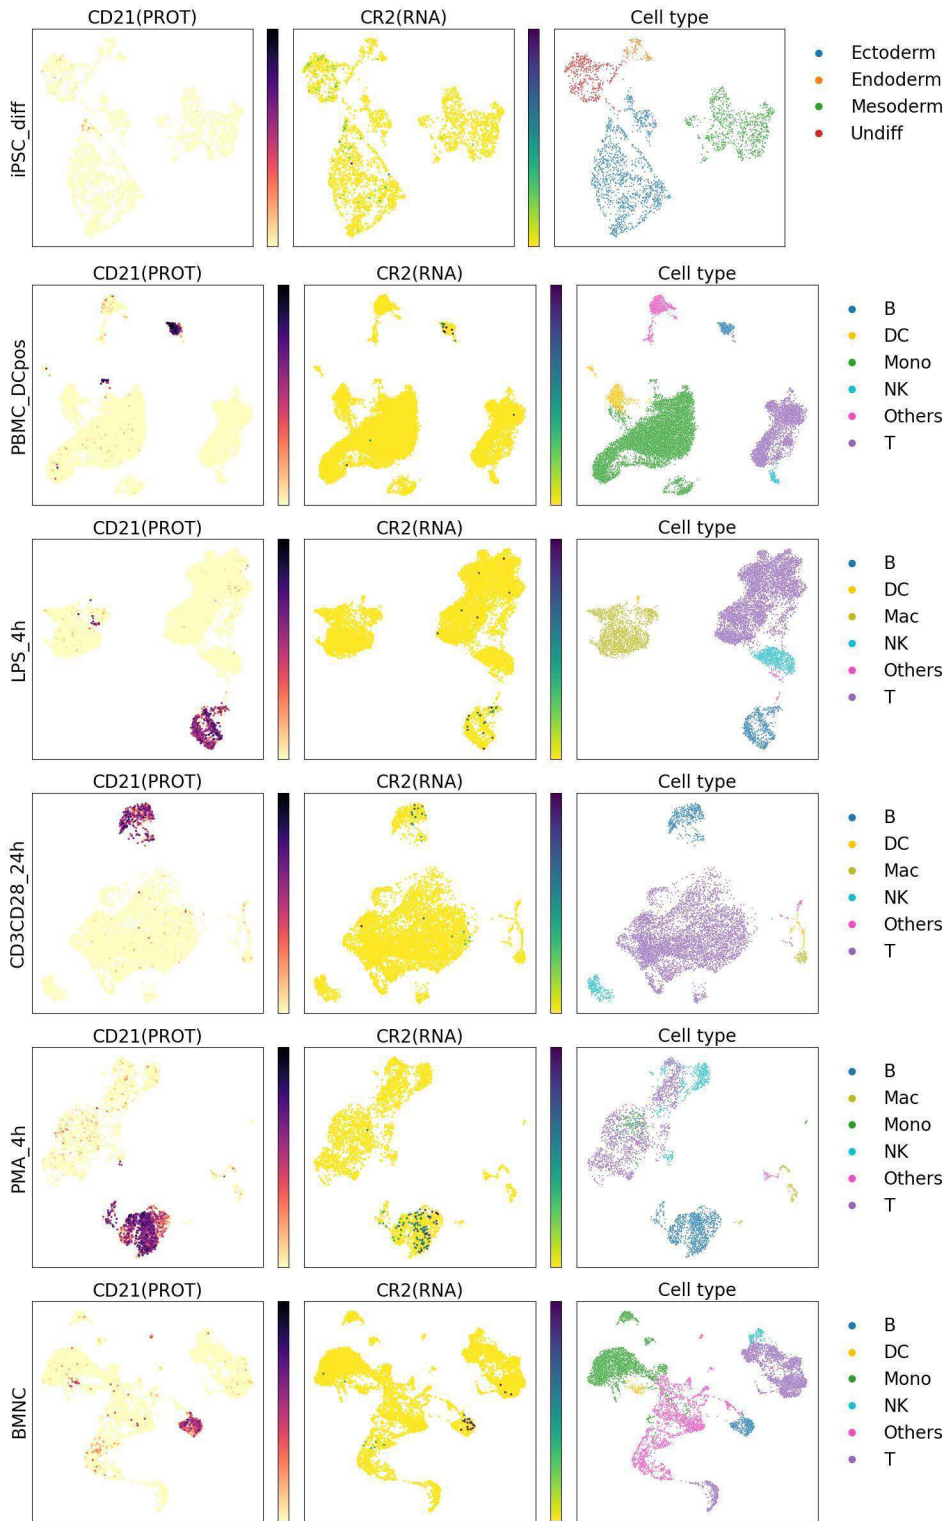 CD21(PROT) CR2(RNA) Cell type
iPSC_diff
Ectoderm
Endoderm
Mesoderm
Undiff
CD21(PROT) CR2(RNA) Cell type
PBMC_DCpos
B
DC
Mono
NK
Others
T
CD21(PROT) CR2(RNA) Cell type
LPS_4h
B
DC
Mac
NK
Others
T
CD21(PROT) CR2(RNA) Cell type
CD3CD28_24h
B
DC
Mac
NK
Others
T
CD21(PROT) CR2(RNA) Cell type
PMA_4h
B
Mac
Mono
NK
Others
T
CD21(PROT) CR2(RNA) Cell type
BMNC
B
DC
Mono
NK
Others
T